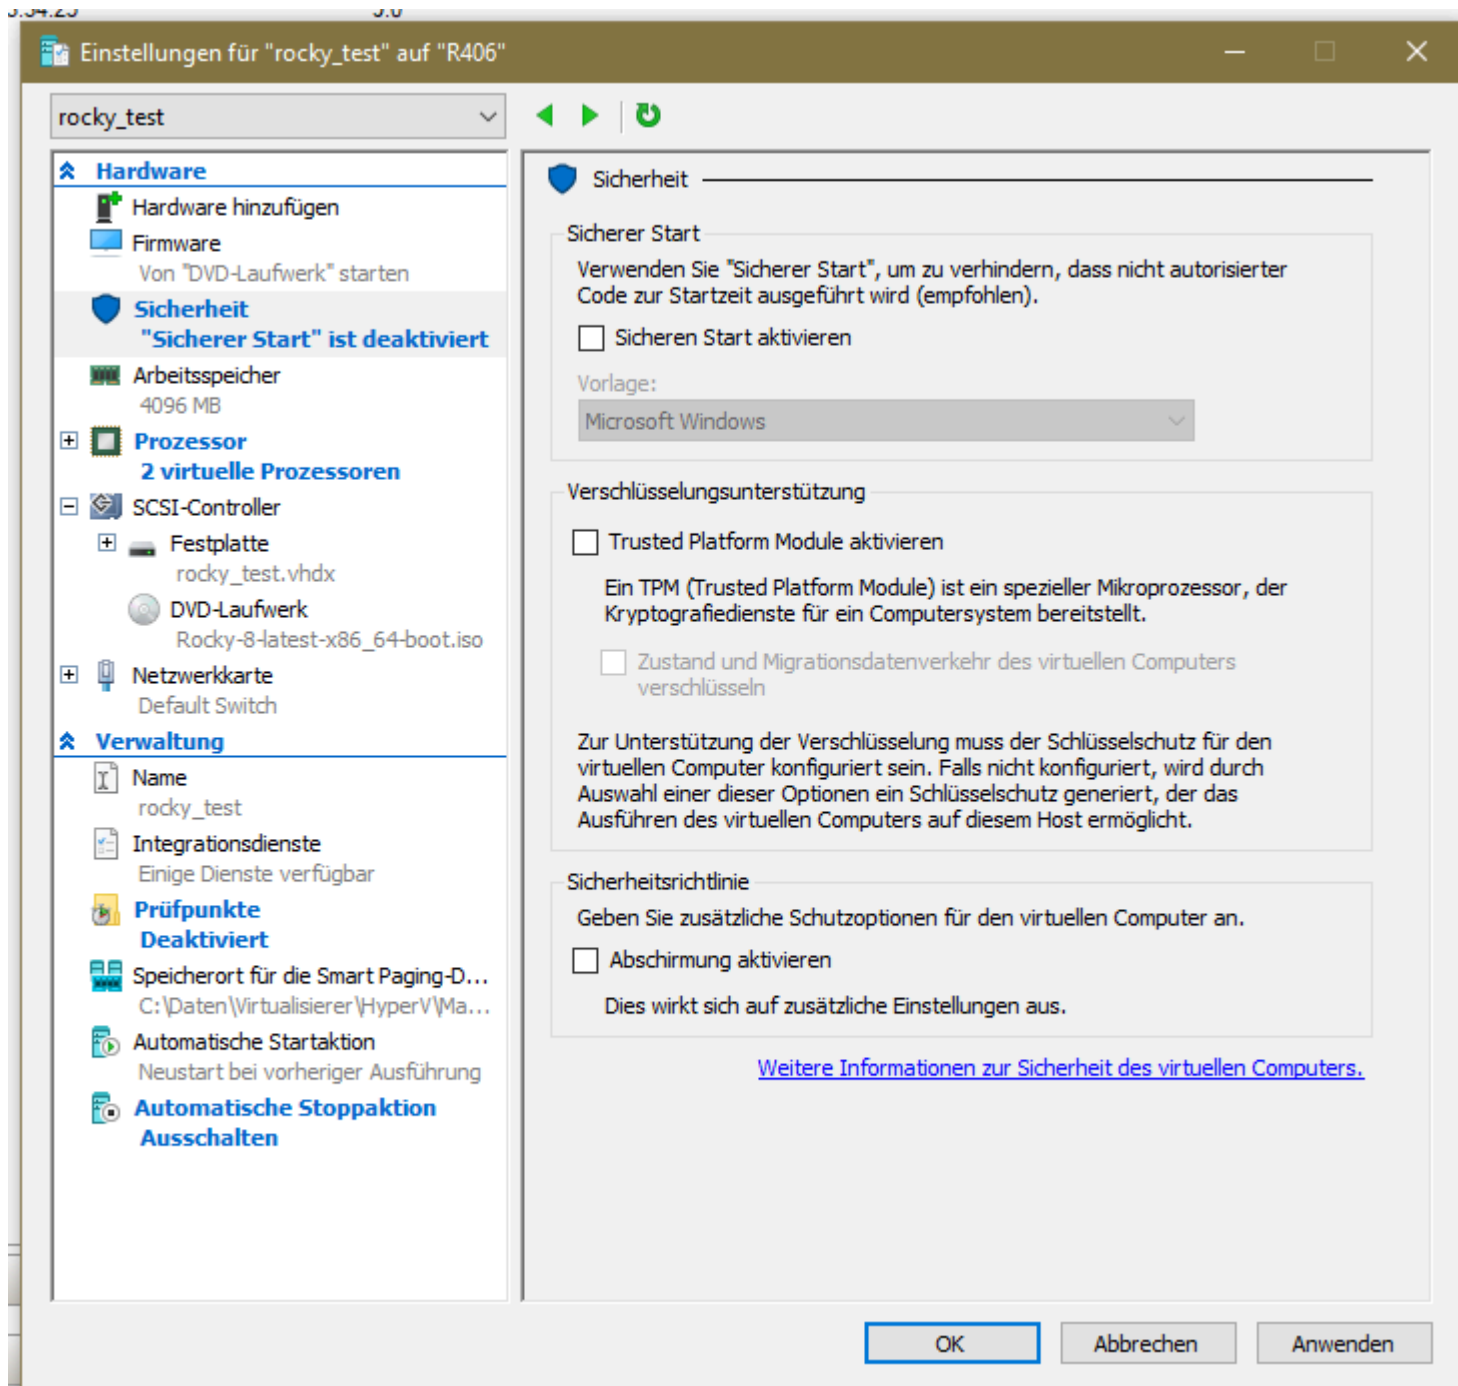 Einstellungen für "rocky_test" auf "R406"
rocky_test
Hardware
Hardware hinzufügen
Firmware
Von "DVD-Laufwerk" starten
Sicherheit
"Sicherer Start" ist deaktiviert
Arbeitsspeicher
4096 MB
Prozessor
2 virtuelle Prozessoren
SCSI-Controller
Festplatte
rocky_test.vhdx
DVD-Laufwerk
Rocky-8-latest-x86_64-boot.iso
Netzwerkkarte
Default Switch
Verwaltung
Name
rocky_test
Integrationsdienste
Einige Dienste verfügbar
Prüfpunkte
Deaktiviert
Speicherort für die Smart Paging-D...
C:\Daten\Virtualisierer\HyperV\Ma...
Automatische Startaktion
Neustart bei vorheriger Ausführung
Automatische Stoppaktion
Ausschalten
Sicherheit
Sicherer Start
Verwenden Sie "Sicherer Start", um zu verhindern, dass nicht autorisierter
Code zur Startzeit ausgeführt wird (empfohlen).
Sicheren Start aktivieren
Vorlage:
Microsoft Windows
Verschlüsselungsunterstützung
Trusted Platform Module aktivieren
Ein TPM (Trusted Platform Module) ist ein spezieller Mikroprozessor, der
Kryptografiedienste für ein Computersystem bereitstellt.
Zustand und Migrationsdatenverkehr des virtuellen Computers
verschlüsseln
Zur Unterstützung der Verschlüsselung muss der Schlüsselschutz für den
virtuellen Computer konfiguriert sein. Falls nicht konfiguriert, wird durch
Auswahl einer dieser Optionen ein Schlüsselschutz generiert, der das
Ausführen des virtuellen Computers auf diesem Host ermöglicht.
Sicherheitsrichtlinie
Geben Sie zusätzliche Schutzoptionen für den virtuellen Computer an.
Abschirmung aktivieren
Dies wirkt sich auf zusätzliche Einstellungen aus.
Weitere Informationen zur Sicherheit des virtuellen Computers.
OK
Abbrechen
Anwenden